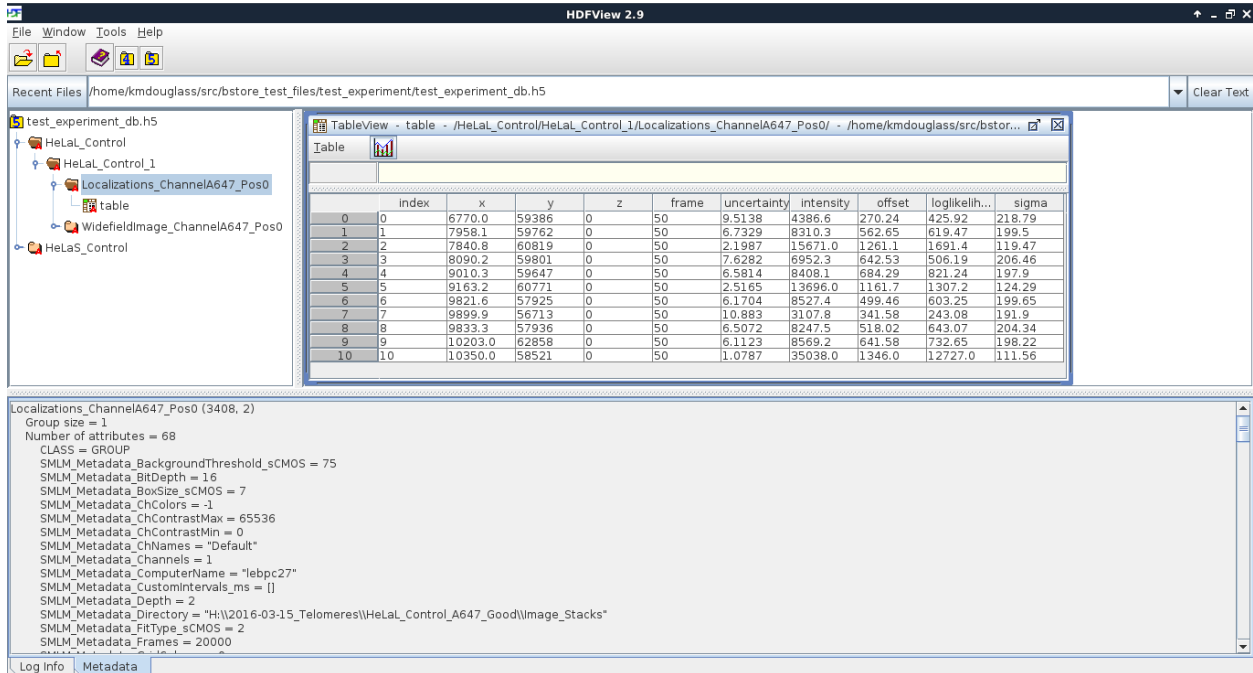 HDF
HDFView 2.9
File Window Tools Help
4 5
Recent Files /home/kmdouglass/src/bstore_test_files/test_experiment/test_experiment_db.h5 Clear Text
5 test_experiment_db.h5
HeLaL_Control
HeLaL_Control_1
Localizations_ChannelA647_Pos0
table
WidefieldImage_ChannelA647_Pos0
HeLaS_Control
TableView - table - /HeLaL_Control/HeLaL_Control_1/Localizations_ChannelA647_Pos0/ - /home/kmdouglass/src/bstor...
Table
index x y z frame uncertainty intensity offset loglikelih... sigma
0 0 6770.0 59386 0 50 9.5138 4386.6 270.24 425.92 218.79
1 1 7958.1 59762 0 50 6.7329 8310.3 562.65 619.47 199.5
2 2 7840.8 60819 0 50 2.1987 15671.0 1261.1 1691.4 119.47
3 3 8090.2 59801 0 50 7.6282 6952.3 642.53 506.19 206.46
4 4 9010.3 59647 0 50 6.5814 8408.1 684.29 821.24 197.9
5 5 9163.2 60771 0 50 2.5165 13696.0 1161.7 1307.2 124.29
6 6 9821.6 57925 0 50 6.1704 8527.4 499.46 603.25 199.65
7 7 9899.9 56713 0 50 10.883 3107.8 341.58 243.08 191.9
8 8 9833.3 57936 0 50 6.5072 8247.5 518.02 643.07 204.34
9 9 10203.0 62858 0 50 6.1123 8569.2 641.58 732.65 198.22
10 10 10350.0 58521 0 50 1.0787 35038.0 1346.0 12727.0 111.56
Localizations_ChannelA647_Pos0 (3408, 2)
Group size = 1
Number of attributes = 68
CLASS = GROUP
SMLM_Metadata_BackgroundThreshold_sCMOS = 75
SMLM_Metadata_BitDepth = 16
SMLM_Metadata_BoxSize_sCMOS = 7
SMLM_Metadata_ChColors = -1
SMLM_Metadata_ChContrastMax = 65536
SMLM_Metadata_ChContrastMin = 0
SMLM_Metadata_ChNames = "Default"
SMLM_Metadata_Channels = 1
SMLM_Metadata_ComputerName = "lebpc27"
SMLM_Metadata_CustomIntervals_ms = []
SMLM_Metadata_Depth = 2
SMLM_Metadata_Directory = "H:\\2016-03-15_Telomeres\\HeLaL_Control_A647_Good\\Image_Stacks"
SMLM_Metadata_FitType_sCMOS = 2
SMLM_Metadata_Frames = 20000
Log Info Metadata